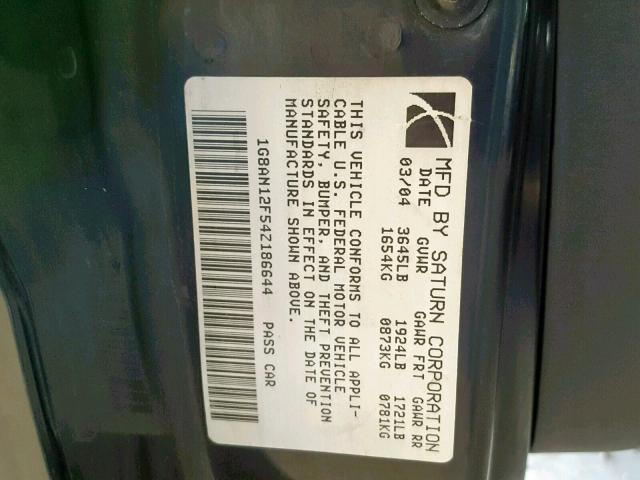 MFD BY SATURN CORPORATION
DATE GVWR GAWR FRT GAWR RR
03/04 3645LB 1924LB 1721LB
1654KG 0873KG 0781KG
THIS VEHICLE CONFORMS TO ALL APPLI-
CABLE U.S. FEDERAL MOTOR VEHICLE
SAFETY, BUMPER, AND THEFT PREVENTION
STANDARDS IN EFFECT ON THE DATE OF
MANUFACTURE SHOWN ABOVE.
1G8AN12F54Z186644 PASS CAR